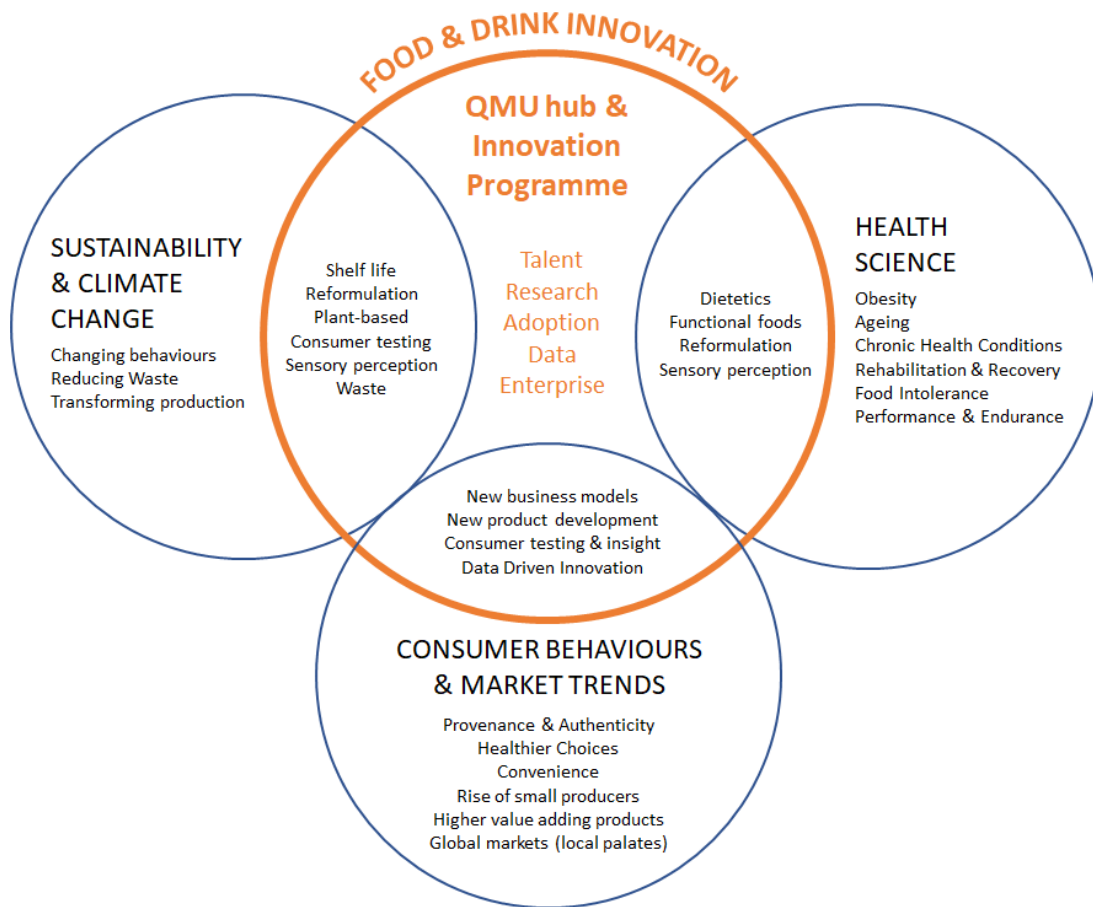 FOOD & DRINK INNOVATION
QMU hub &
Innovation
Programme
Talent
Research
Adoption
Data
Enterprise
SUSTAINABILITY
& CLIMATE
CHANGE
Changing behaviours
Reducing Waste
Transforming production
Shelf life
Reformulation
Plant-based
Consumer testing
Sensory perception
Waste
Dietetics
Functional foods
Reformulation
Sensory perception
HEALTH
SCIENCE
Obesity
Ageing
Chronic Health Conditions
Rehabilitation & Recovery
Food Intolerance
Performance & Endurance
New business models
New product development
Consumer testing & insight
Data Driven Innovation
CONSUMER BEHAVIOURS
& MARKET TRENDS
Provenance & Authenticity
Healthier Choices
Convenience
Rise of small producers
Higher value adding products
Global markets (local palates)